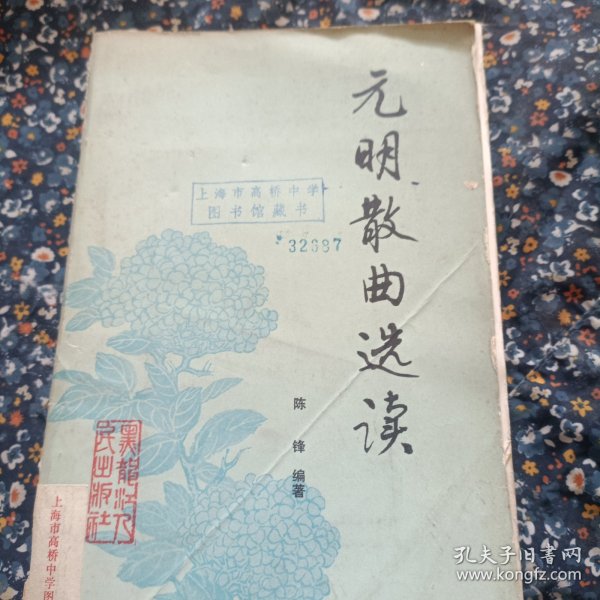 元明散曲选读
上海市高桥中学
图书馆藏书
32687
陈锋编著
黑龙江人
民出版社
上海市高桥中学图
孔夫子旧书网
www.kongfz.com